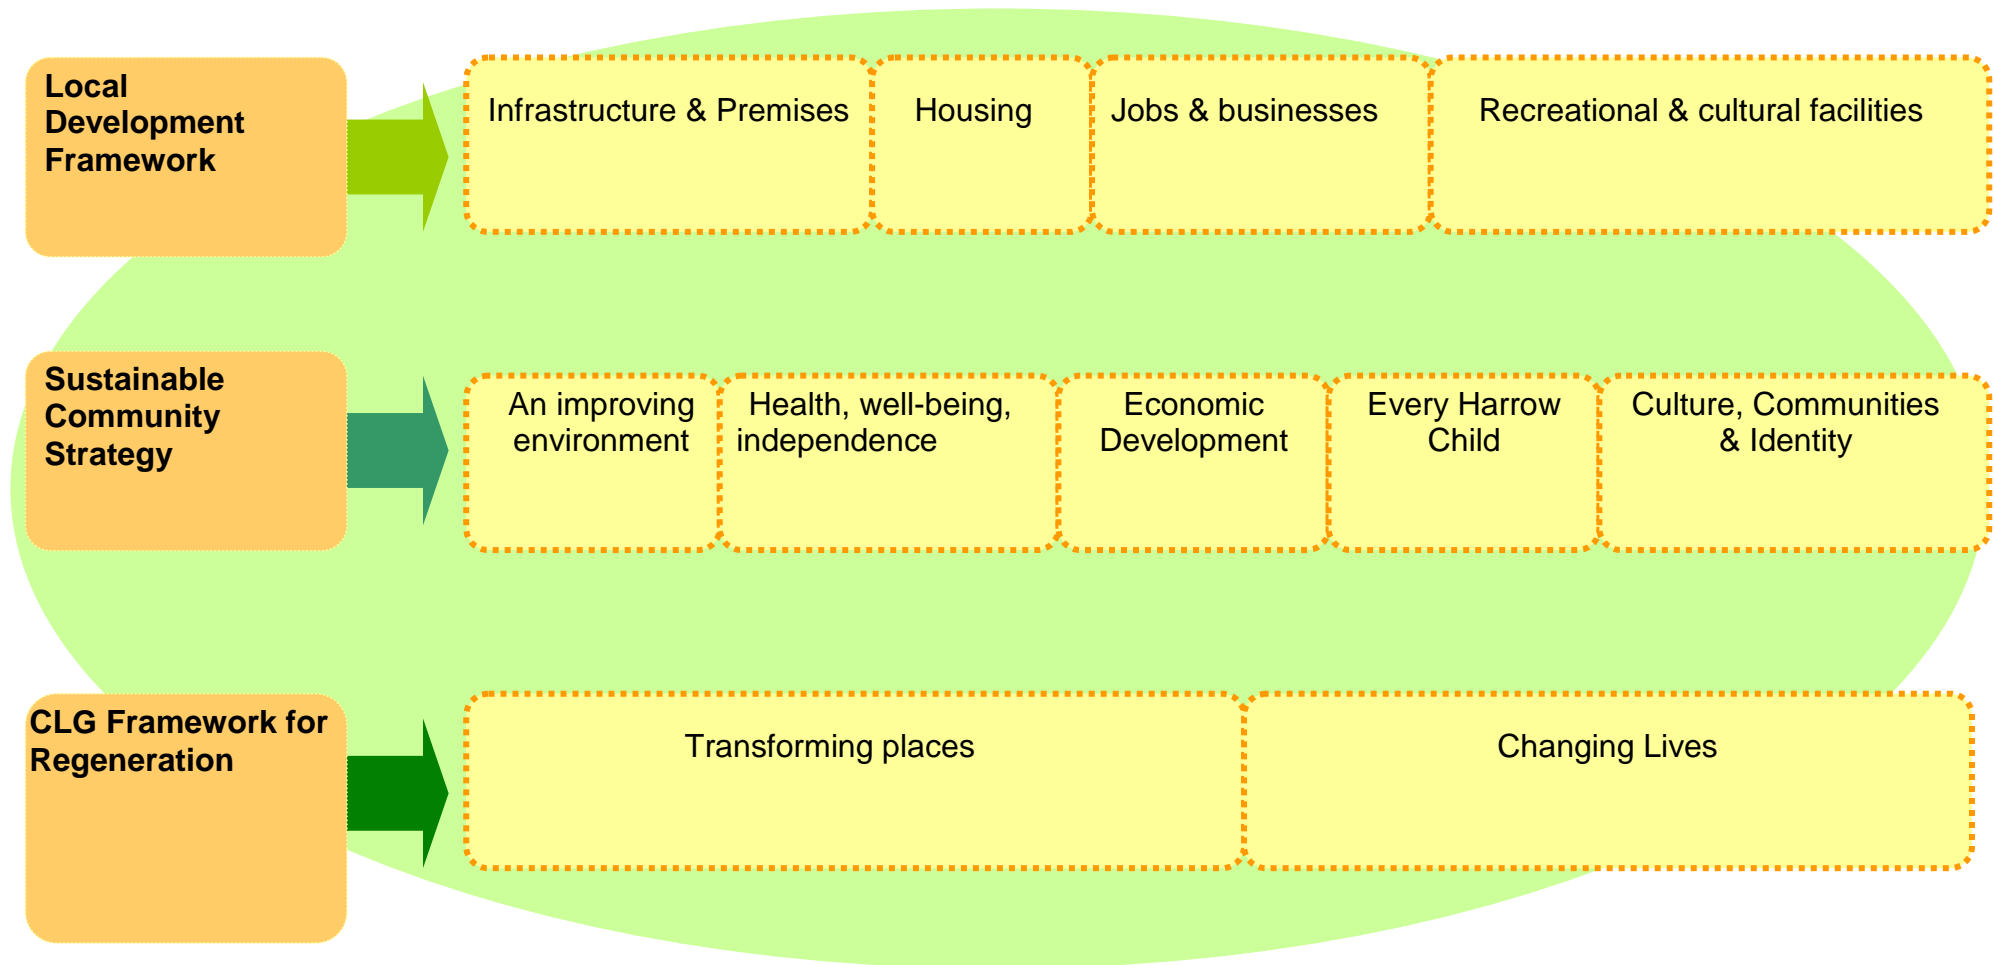 Local
Development
Framework
Infrastructure & Premises
Housing
Jobs & businesses
Recreational & cultural facilities
Sustainable
Community
Strategy
An improving
environment
Health, well-being,
independence
Economic
Development
Every Harrow
Child
Culture, Communities
& Identity
CLG Framework for
Regeneration
Transforming places
Changing Lives